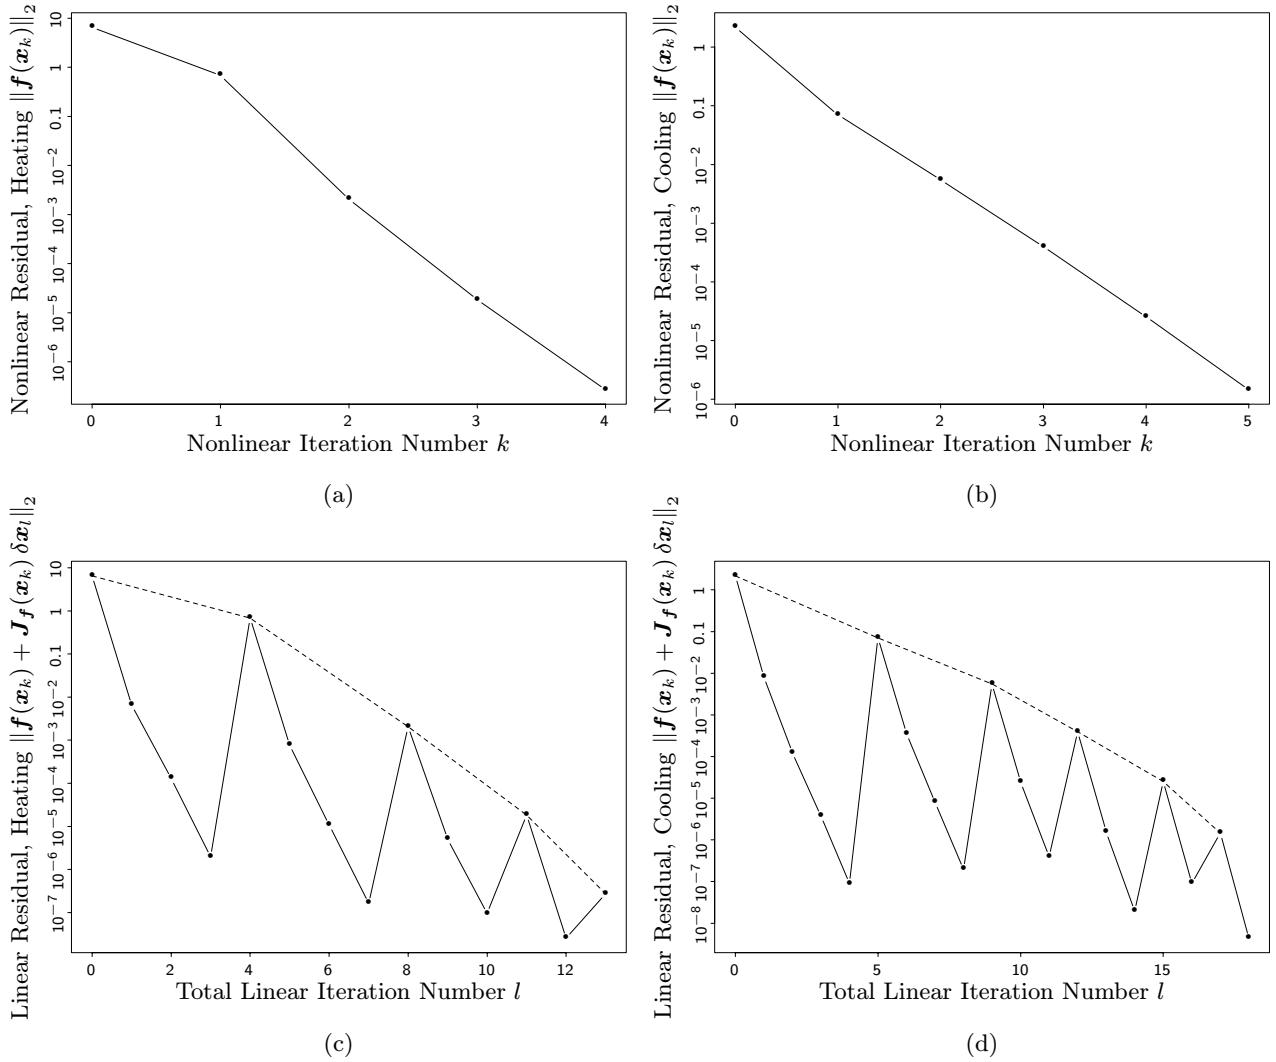 Nonlinear Residual, Heating ||f(x_k)||_2
10
1
0.1
10^−2
10^−3
10^−4
10^−5
10^−6
0 1 2 3 4
Nonlinear Iteration Number k
(a)
Nonlinear Residual, Cooling ||f(x_k)||_2
1
0.1
10^−2
10^−3
10^−4
10^−5
10^−6
0 1 2 3 4 5
Nonlinear Iteration Number k
(b)
Linear Residual, Heating ||f(x_k) + J_f(x_k) δx_l||_2
10
1
0.1
10^−2
10^−3
10^−4
10^−5
10^−6
10^−7
0 2 4 6 8 10 12
Total Linear Iteration Number l
(c)
Linear Residual, Cooling ||f(x_k) + J_f(x_k) δx_l||_2
1
0.1
10^−2
10^−3
10^−4
10^−5
10^−6
10^−7
10^−8
0 5 10 15
Total Linear Iteration Number l
(d)